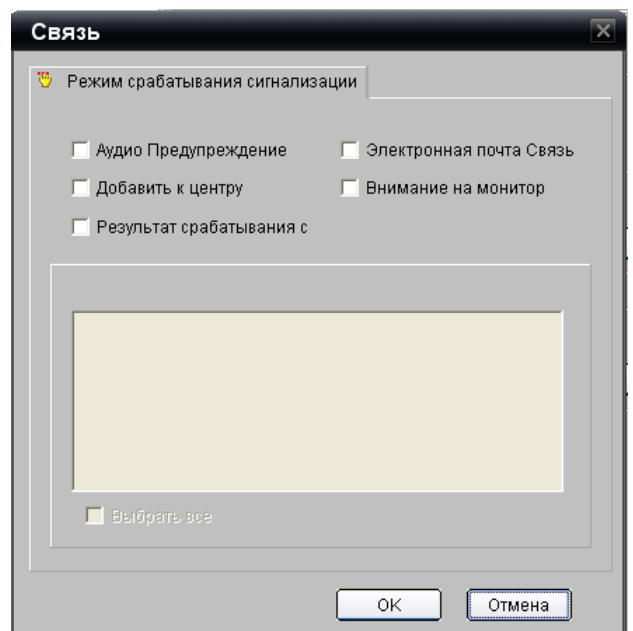 Связь
Режим срабатывания сигнализации
Аудио Предупреждение
Электронная почта Связь
Добавить к центру
Внимание на монитор
Результат срабатывания с
Выбрать все
OK
Отмена